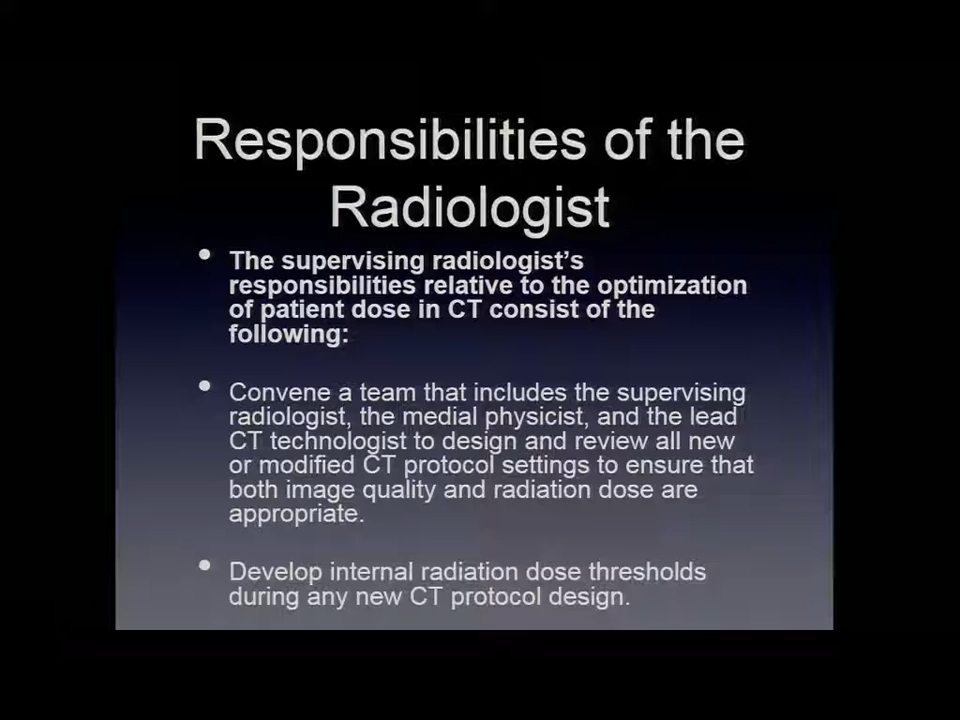 Responsibilities of the
Radiologist
• The supervising radiologist's
responsibilities relative to the optimization
of patient dose in CT consist of the
following:
• Convene a team that includes the supervising
radiologist, the medial physicist, and the lead
CT technologist to design and review all new
or modified CT protocol settings to ensure that
both image quality and radiation dose are
appropriate.
• Develop internal radiation dose thresholds
during any new CT protocol design.